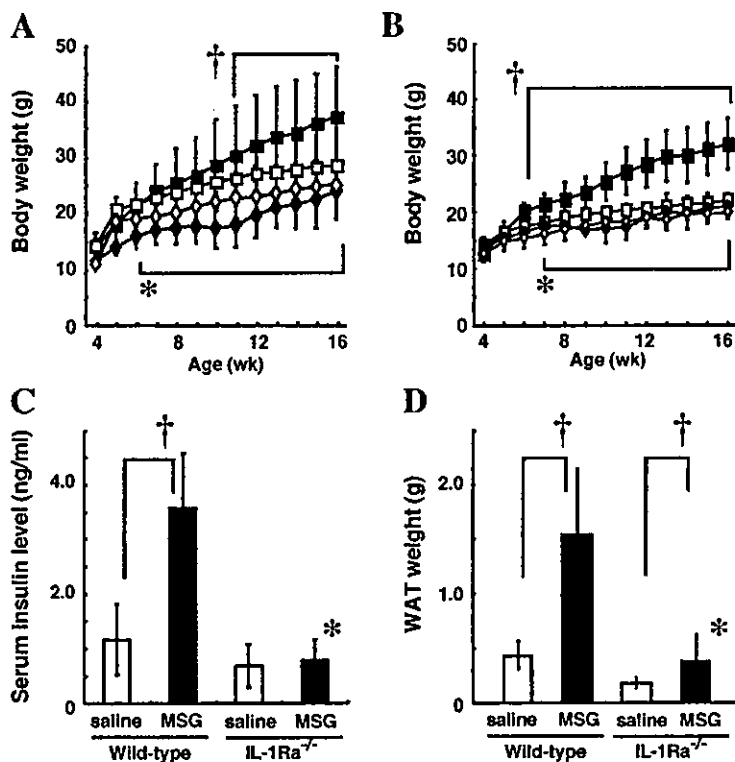 A
B
†
†
50
40
30
20
10
0
Body weight (g)
*
4 8 12 16
Age (wk)
50
40
30
20
10
0
Body weight (g)
*
4 8 12 16
Age (wk)
C
D
†
Serum Insulin level (ng/ml)
4.0
2.0
0
*
saline MSG saline MSG
Wild-type IL-1Ra-/-
† †
WAT weight (g)
2.0
1.0
0
*
saline MSG saline MSG
Wild-type IL-1Ra-/-